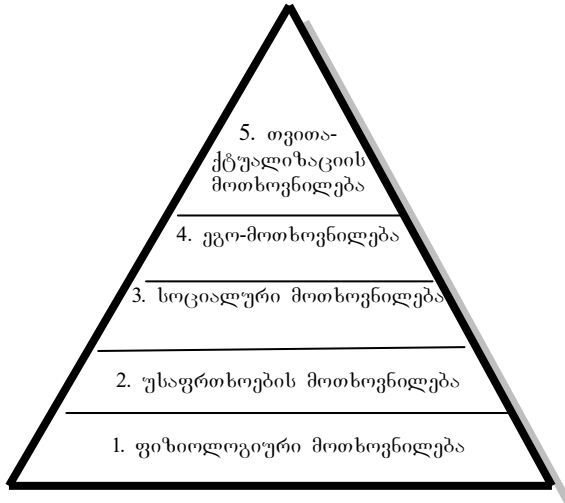 5. თვითა-
ქტუალიზაციის
მოთხოვნილება
4. ეგო-მოთხოვნილება
3. სოციალური მოთხოვნილება
2. უსაფრთხოების მოთხოვნილება
1. ფიზიოლოგიური მოთხოვნილება